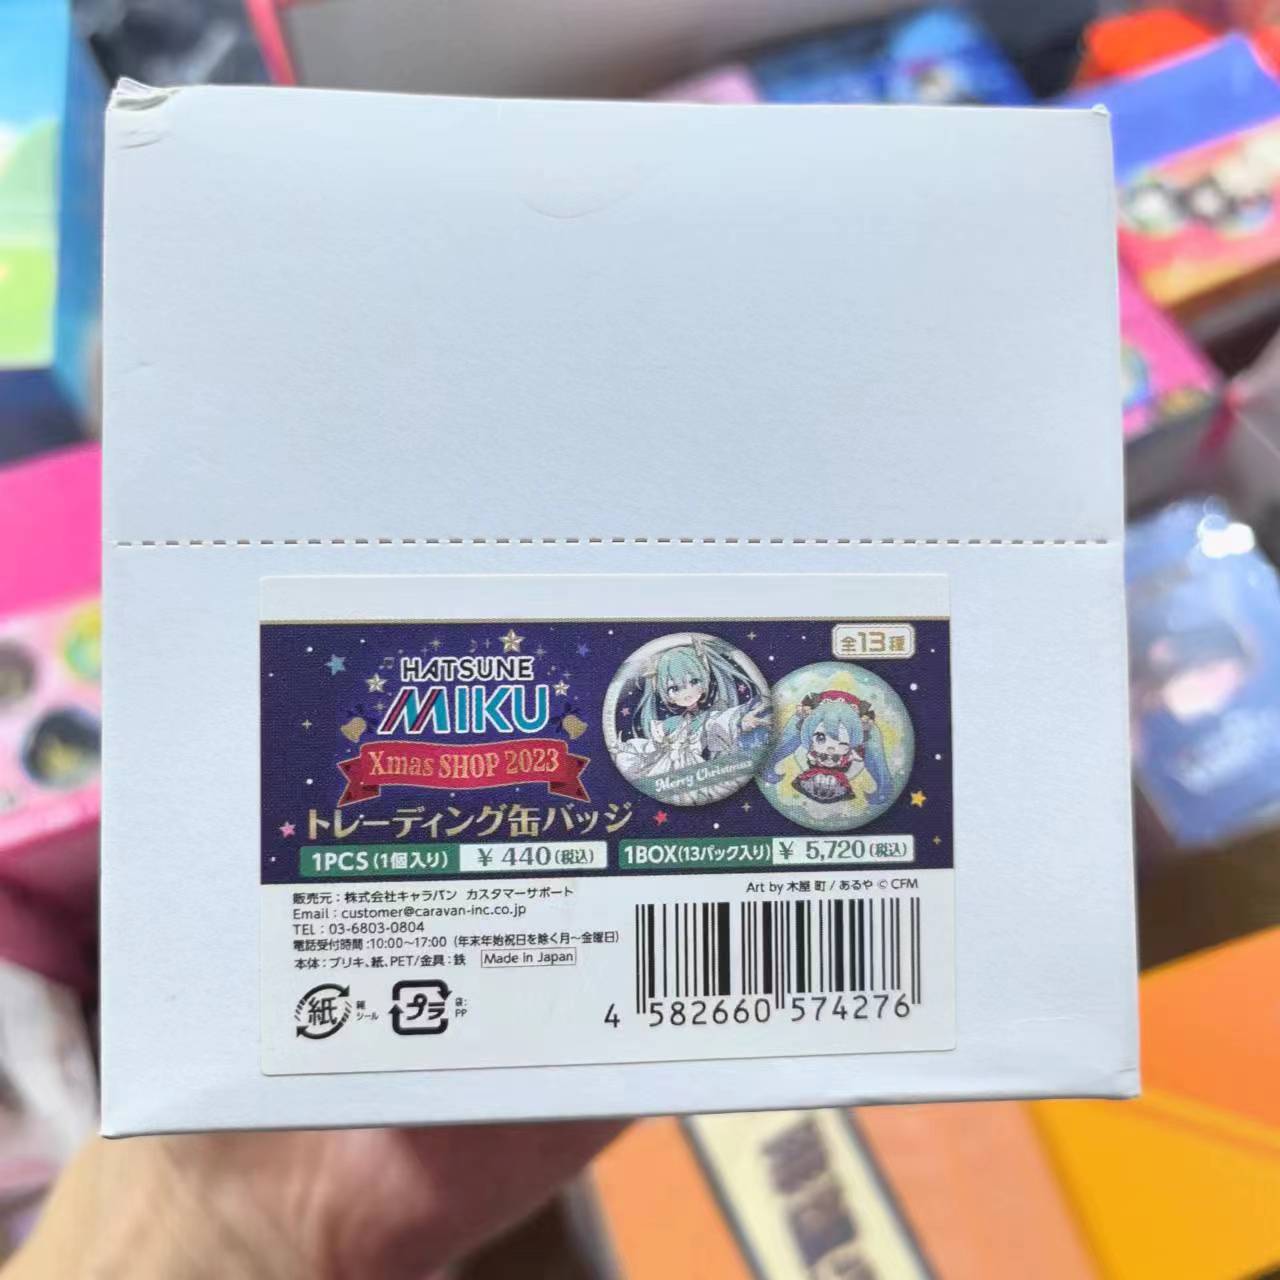 全13種
HATSUNE
MIKU
Xmas SHOP 2023
Merry Christmas
トレーディング缶バッジ
1PCS(1個入り) ¥ 440(税込) 1BOX(13パック入り) ¥ 5,720(税込)
Art by 木屋 町 / あるや © CFM
販売元：株式会社キャラバン カスタマーサポート
Email：customer@caravan-inc.co.jp
TEL：03-6803-0804
電話受付時間:10:00～17:00 (年末年始祝日を除く月～金曜日)
本体：ブリキ、紙、PET/金具：鉄 Made in Japan
紙
シール
プラ
袋:
PP
4 582660 574276